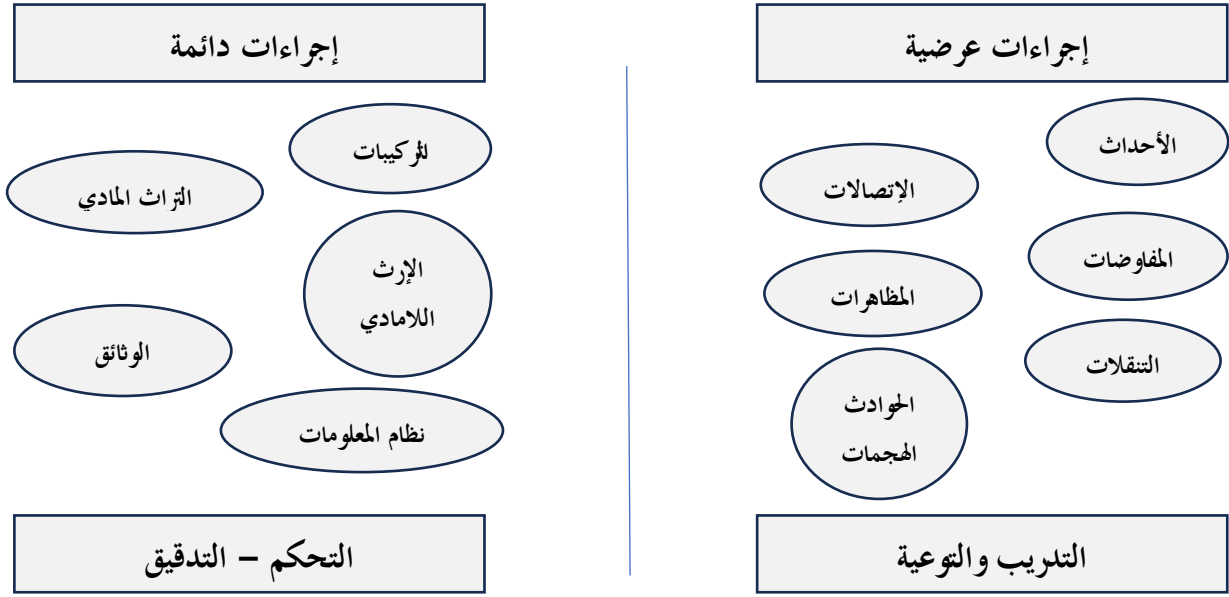 إجراءات عرضية
إجراءات دائمة
الأحداث
الإتصالات
المفاوضات
المظاهرات
التنقلات
الحوادث
الهجمات
التركيبات
التراث المادي
الإرث
اللامادي
الوثائق
نظام المعلومات
التدريب والتوعية
التحكم – التدقيق